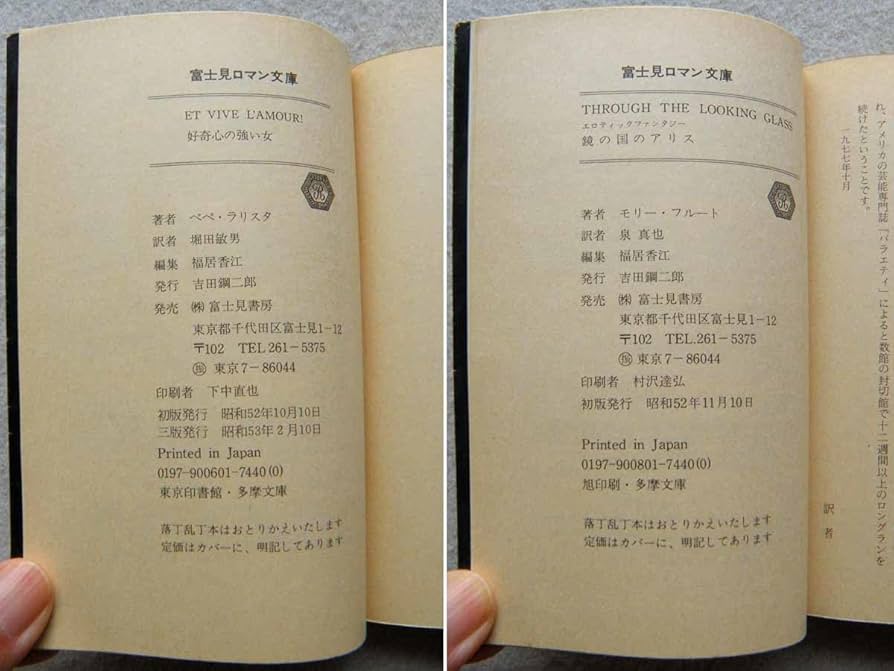 富士見ロマン文庫
ET VIVE L'AMOUR!
好奇心の強い女
著者 ペペ・ラリスタ
訳者 堀田敏男
編集 福居香江
発行 吉田鋼二郎
発売 ㈱富士見書房
東京都千代田区富士見1-12
〒102 TEL 261-5375
東京7-86044
印刷者 下中直也
初版発行 昭和52年10月10日
三版発行 昭和53年2月10日
Printed in Japan
0197-900601-7440(0)
東京印書館・多摩文庫
落丁乱丁本はおとりかえいたします
定価はカバーに、明記してあります
富士見ロマン文庫
THROUGH THE LOOKING GLASS
エロティックファンタジー
鏡の国のアリス
著者 モリー・フルート
訳者 泉 真也
編集 福居香江
発行 吉田鋼二郎
発売 ㈱富士見書房
東京都千代田区富士見1-12
〒102 TEL 261-5375
東京7-86044
印刷者 村沢達弘
初版発行 昭和52年11月10日
Printed in Japan
0197-900801-7440(0)
旭印刷・多摩文庫
落丁乱丁本はおとりかえいたします
定価はカバーに、明記してあります
れ、アメリカの芸能専門誌「バラエティ」によると数館の封切館で十二週間以上のロングランを
続けたということです。
一九七七年十月
訳者